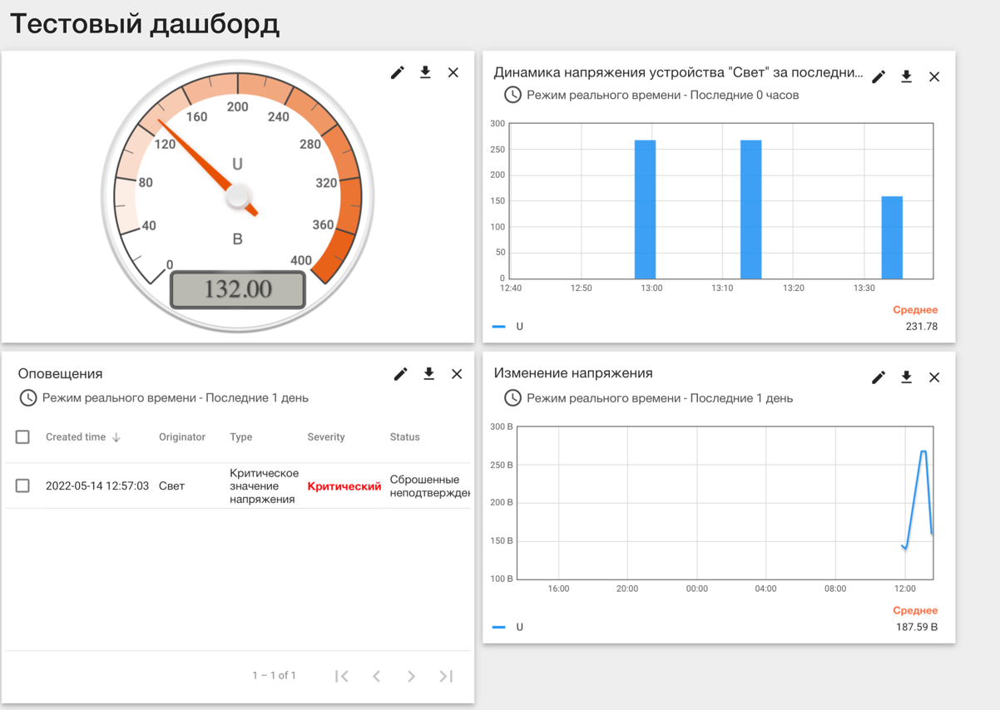 Тестовый дашборд
200
160
240
120
280
U
80
320
40
360
B
0
400
132.00
Динамика напряжения устройства "Свет" за последни...
Режим реального времени - Последние 0 часов
300
250
200
150
100
50
0
12:40 12:50 13:00 13:10 13:20 13:30
Среднее
U 231.78
Оповещения
Режим реального времени - Последние 1 день
Created time Originator Type Severity Status
2022-05-14 12:57:03 Свет Критическое значение напряжения Критический Сброшенные неподтвержден
1 – 1 of 1
Изменение напряжения
Режим реального времени - Последние 1 день
300 В
250 В
200 В
150 В
100 В
16:00 20:00 00:00 04:00 08:00 12:00
Среднее
U 187.59 В